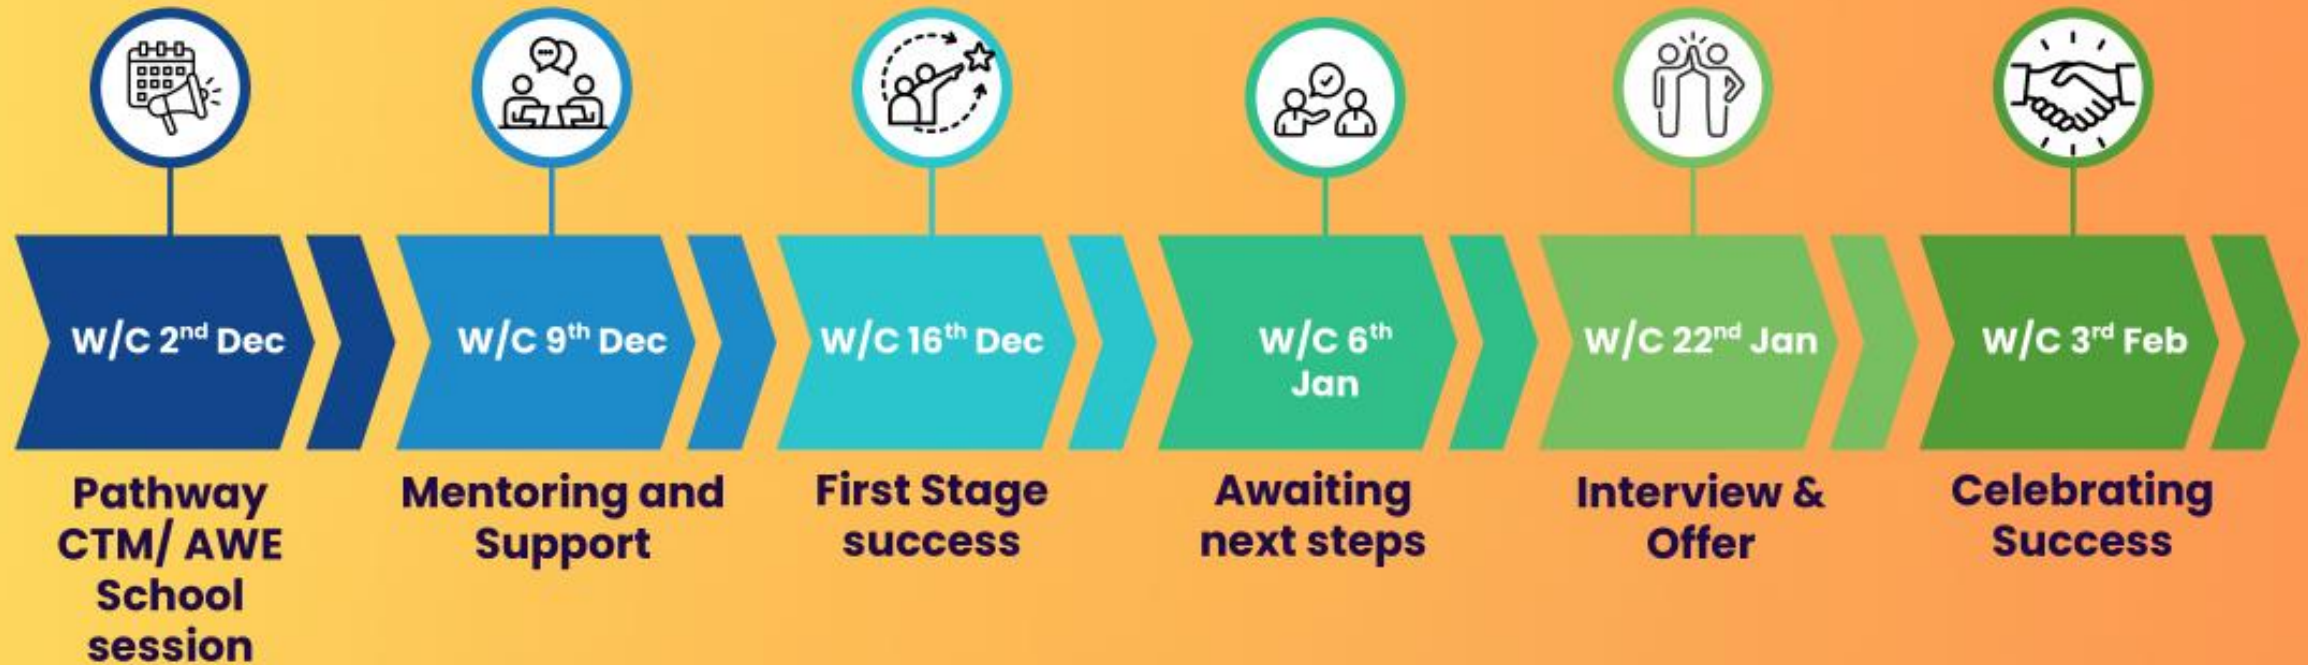 W/C 2nd Dec
W/C 9th Dec
W/C 16th Dec
W/C 6th
Jan
W/C 22nd Jan
W/C 3rd Feb
Pathway
CTM/ AWE
School
session
Mentoring and
Support
First Stage
success
Awaiting
next steps
Interview &
Offer
Celebrating
Success